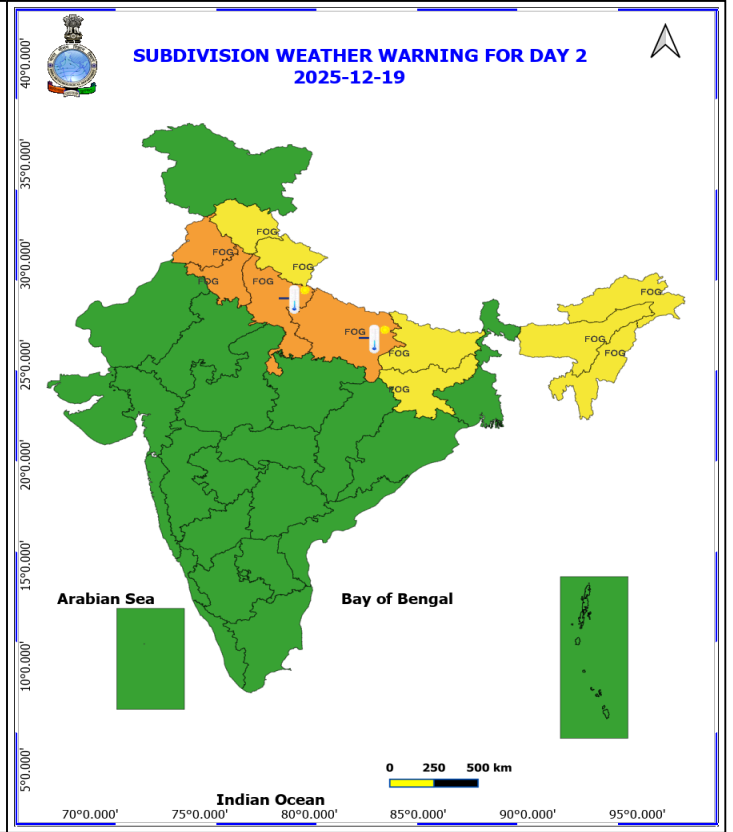 SUBDIVISION WEATHER WARNING FOR DAY 2
2025-12-19
40°0.000'
35°0.000'
30°0.000'
25°0.000'
20°0.000'
15°0.000'
10°0.000'
5°0.000'
FOG
FOG
FOG
FOG
FOG
FOG
FOG
FOG
FOG
FOG
FOG
Arabian Sea
Bay of Bengal
0 250 500 km
Indian Ocean
70°0.000' 75°0.000' 80°0.000' 85°0.000' 90°0.000' 95°0.000'